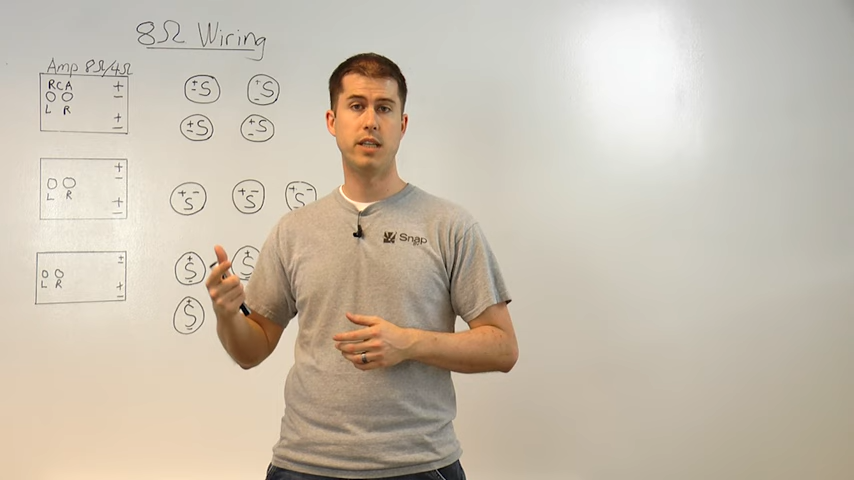 8Ω Wiring
Amp 8Ω/4Ω
RCA +
-
L R +
-
+ - S
+ - S
+ - S
+ - S
+
-
L R +
-
+ - S
+ - S
+ - S
+
-
L R +
-
+ S -
+ S -
+ S -
Snap